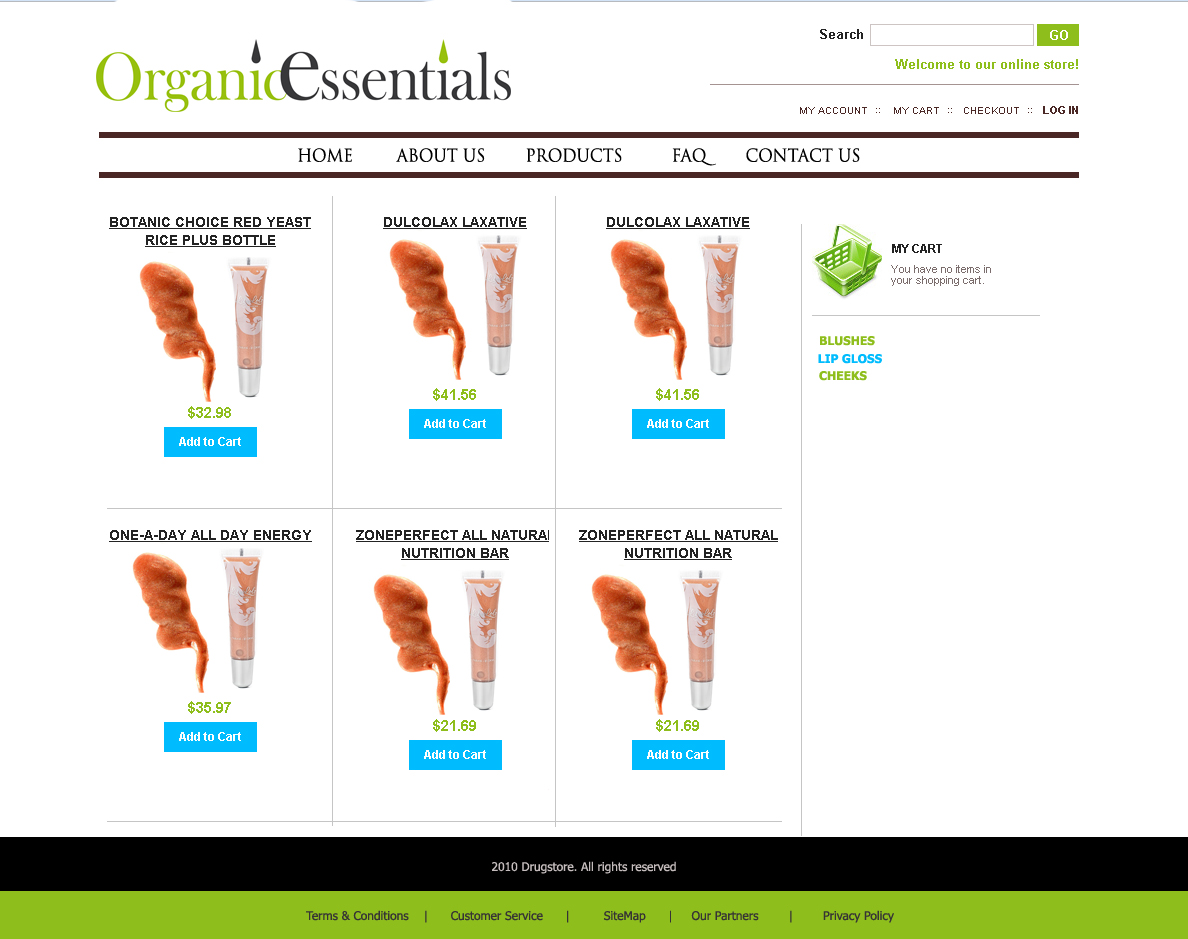 Search
GO
OrganicEssentials
Welcome to our online store!
MY ACCOUNT :: MY CART :: CHECKOUT :: LOG IN
HOME ABOUT US PRODUCTS FAQ CONTACT US
BOTANIC CHOICE RED YEAST
RICE PLUS BOTTLE
$32.98
Add to Cart
DULCOLAX LAXATIVE
$41.56
Add to Cart
DULCOLAX LAXATIVE
$41.56
Add to Cart
MY CART
You have no items in
your shopping cart.
BLUSHES
LIP GLOSS
CHEEKS
ONE-A-DAY ALL DAY ENERGY
$35.97
Add to Cart
ZONEPERFECT ALL NATURAL
NUTRITION BAR
$21.69
Add to Cart
ZONEPERFECT ALL NATURAL
NUTRITION BAR
$21.69
Add to Cart
2010 Drugstore. All rights reserved
Terms & Conditions | Customer Service | SiteMap | Our Partners | Privacy Policy